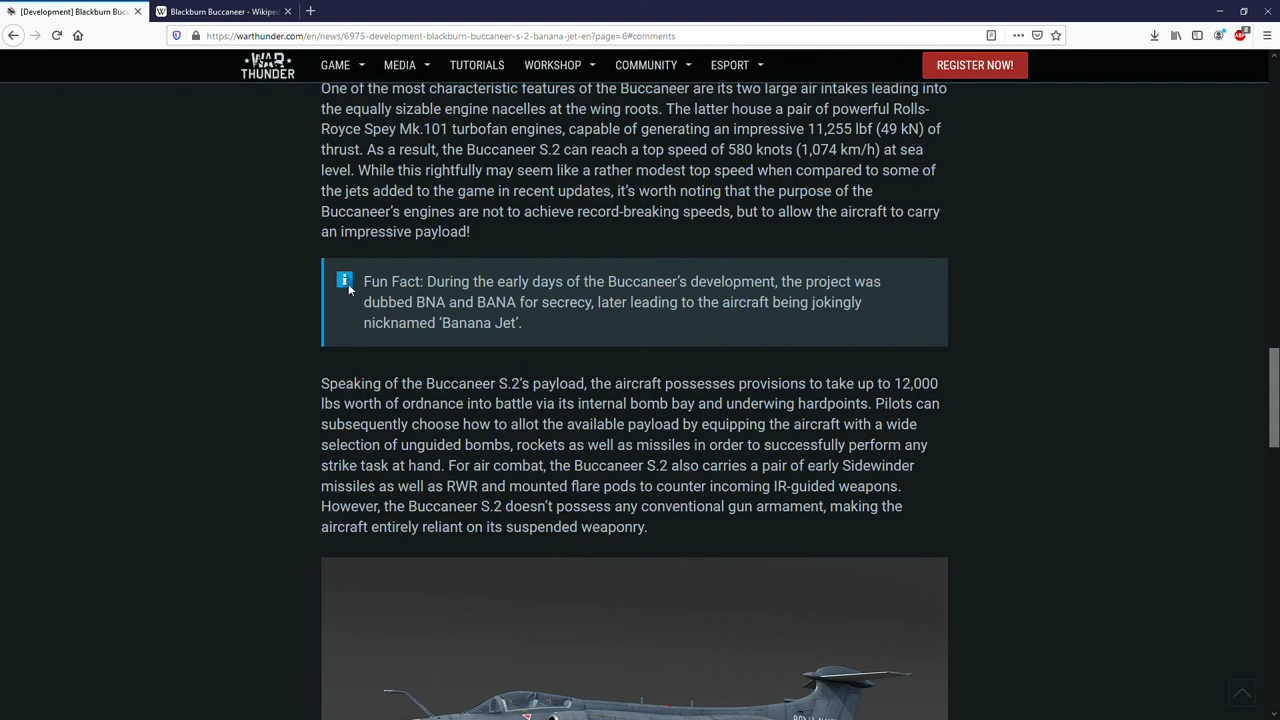 [Development] Blackburn Bucc
Blackburn Buccaneer - Wikipe
https://warthunder.com/en/news/6975-development-blackburn-buccaneer-s-2-banana-jet-en?page=6#comments
8
WAR THUNDER
GAME MEDIA TUTORIALS WORKSHOP COMMUNITY ESPORT REGISTER NOW!
One of the most characteristic features of the Buccaneer are its two large air intakes leading into
the equally sizable engine nacelles at the wing roots. The latter house a pair of powerful Rolls-
Royce Spey Mk.101 turbofan engines, capable of generating an impressive 11,255 lbf (49 kN) of
thrust. As a result, the Buccaneer S.2 can reach a top speed of 580 knots (1,074 km/h) at sea
level. While this rightfully may seem like a rather modest top speed when compared to some of
the jets added to the game in recent updates, it's worth noting that the purpose of the
Buccaneer's engines are not to achieve record-breaking speeds, but to allow the aircraft to carry
an impressive payload!
Fun Fact: During the early days of the Buccaneer's development, the project was
dubbed BNA and BANA for secrecy, later leading to the aircraft being jokingly
nicknamed ‘Banana Jet’.
Speaking of the Buccaneer S.2's payload, the aircraft possesses provisions to take up to 12,000
lbs worth of ordnance into battle via its internal bomb bay and underwing hardpoints. Pilots can
subsequently choose how to allot the available payload by equipping the aircraft with a wide
selection of unguided bombs, rockets as well as missiles in order to successfully perform any
strike task at hand. For air combat, the Buccaneer S.2 also carries a pair of early Sidewinder
missiles as well as RWR and mounted flare pods to counter incoming IR-guided weapons.
However, the Buccaneer S.2 doesn't possess any conventional gun armament, making the
aircraft entirely reliant on its suspended weaponry.